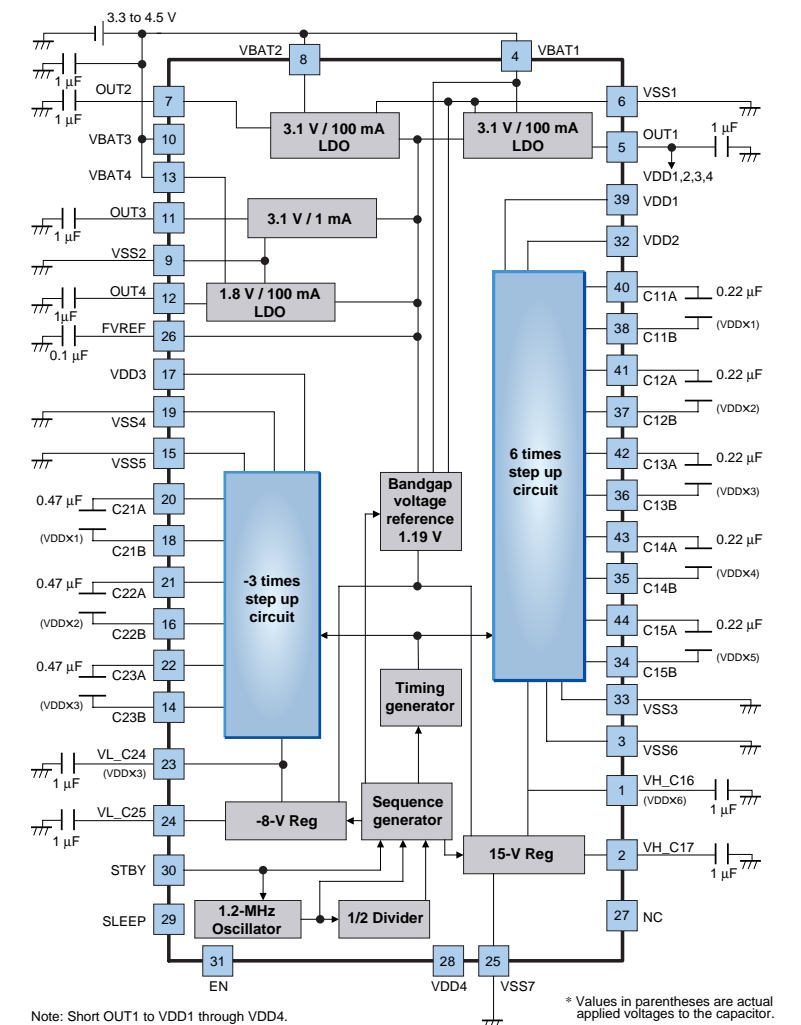 3.3 to 4.5 V
VBAT2
8
4
VBAT1
1 µF
OUT2
7
1 µF
6
VSS1
3.1 V / 100 mA
LDO
3.1 V / 100 mA
LDO
VBAT3
10
OUT1
5
1 µF
VDD1,2,3,4
VBAT4
13
39
VDD1
OUT3
11
1 µF
3.1 V / 1 mA
32
VDD2
VSS2
9
OUT4
12
1µF
1.8 V / 100 mA
LDO
40
C11A
0.22 µF
(VDD×1)
38
C11B
FVREF
26
0.1 µF
VDD3
17
41
C12A
0.22 µF
(VDD×2)
37
C12B
19
VSS4
15
VSS5
6 times
step up
circuit
42
C13A
0.22 µF
(VDD×3)
36
C13B
Bandgap
voltage
reference
1.19 V
0.47 µF
20
C21A
(VDD×1)
18
C21B
43
C14A
0.22 µF
(VDD×4)
35
C14B
-3 times
step up
circuit
0.47 µF
21
C22A
(VDD×2)
16
C22B
44
C15A
0.22 µF
(VDD×5)
34
C15B
0.47 µF
22
C23A
(VDD×3)
14
C23B
Timing
generator
33
VSS3
3
VSS6
VL_C24
(VDD×3)
23
1 µF
1
VH_C16
(VDD×6)
1 µF
VL_C25
24
1 µF
-8-V Reg
Sequence
generator
15-V Reg
2
VH_C17
1 µF
STBY
30
SLEEP
29
1.2-MHz
Oscillator
1/2 Divider
27
NC
31
EN
28
VDD4
25
VSS7
Note: Short OUT1 to VDD1 through VDD4.
* Values in parentheses are actual
applied voltages to the capacitor.